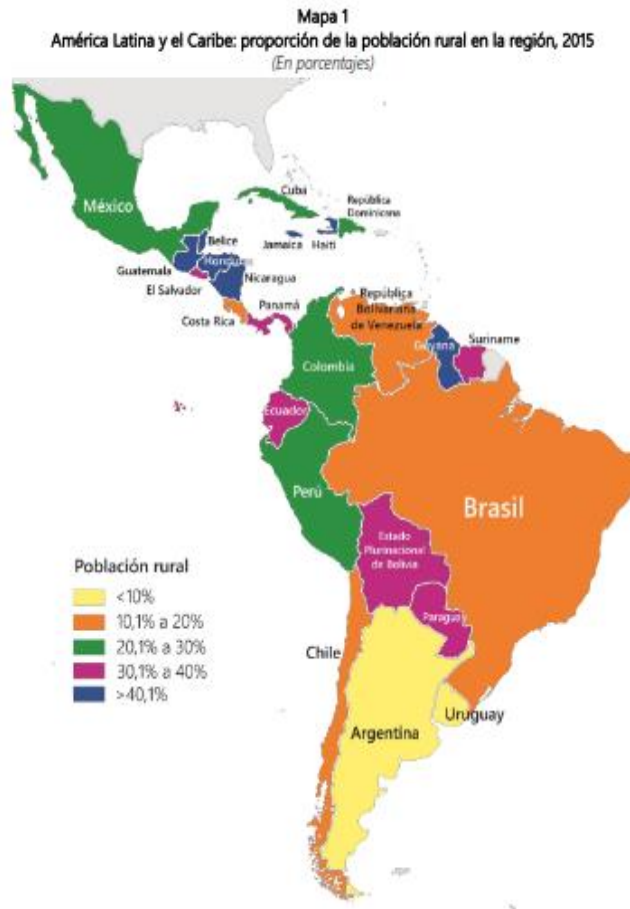 Mapa 1
América Latina y el Caribe: proporción de la población rural en la región, 2015
(En porcentajes)
México
Cuba
República
Dominicana
Belice
Jamaica
Haití
Honduras
Guatemala
Nicaragua
El Salvador
Panamá
Costa Rica
República
Bolivariana
de Venezuela
Guyana
Suriname
Colombia
Ecuador
Perú
Brasil
Estado
Plurinacional
de Bolivia
Paraguay
Chile
Uruguay
Argentina
Población rural
<10%
10,1% a 20%
20,1% a 30%
30,1% a 40%
>40,1%